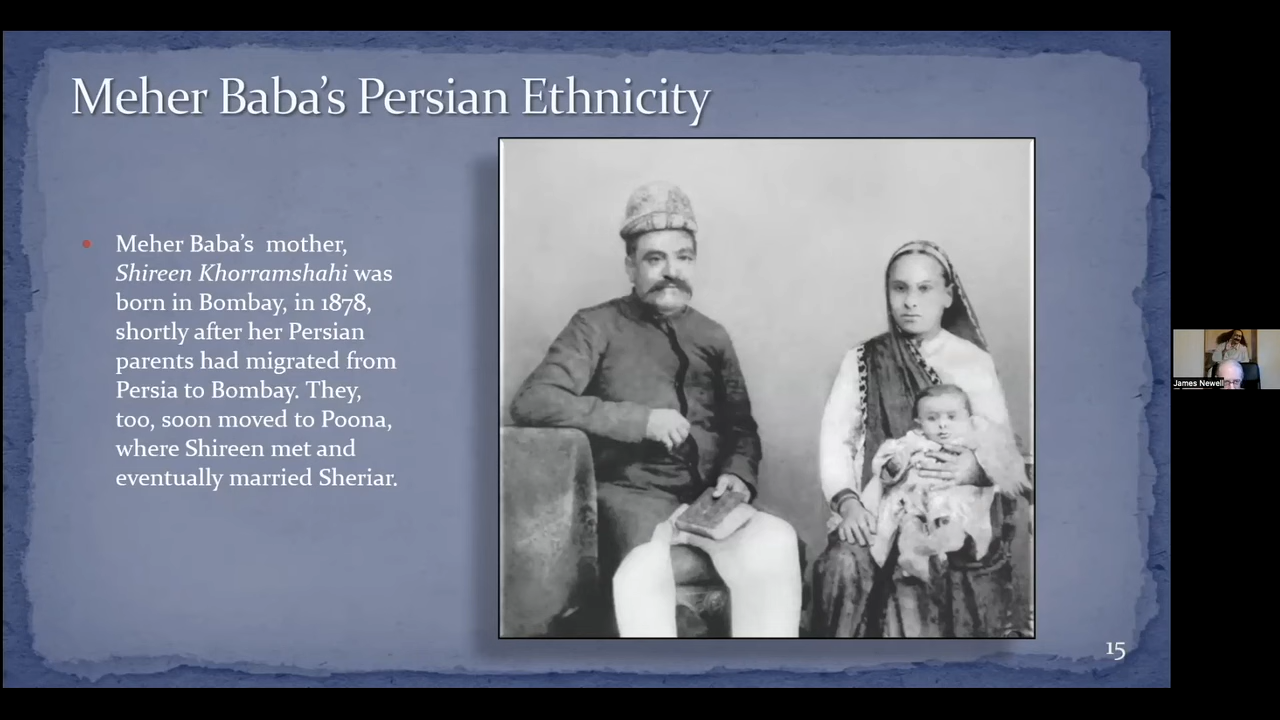 Meher Baba’s Persian Ethnicity
Meher Baba’s  mother,
Shireen Khorramshahi was
born in Bombay, in 1878,
shortly after her Persian
parents had migrated from
Persia to Bombay. They,
too, soon moved to Poona,
where Shireen met and
eventually married Sheriar.
15
James Newell